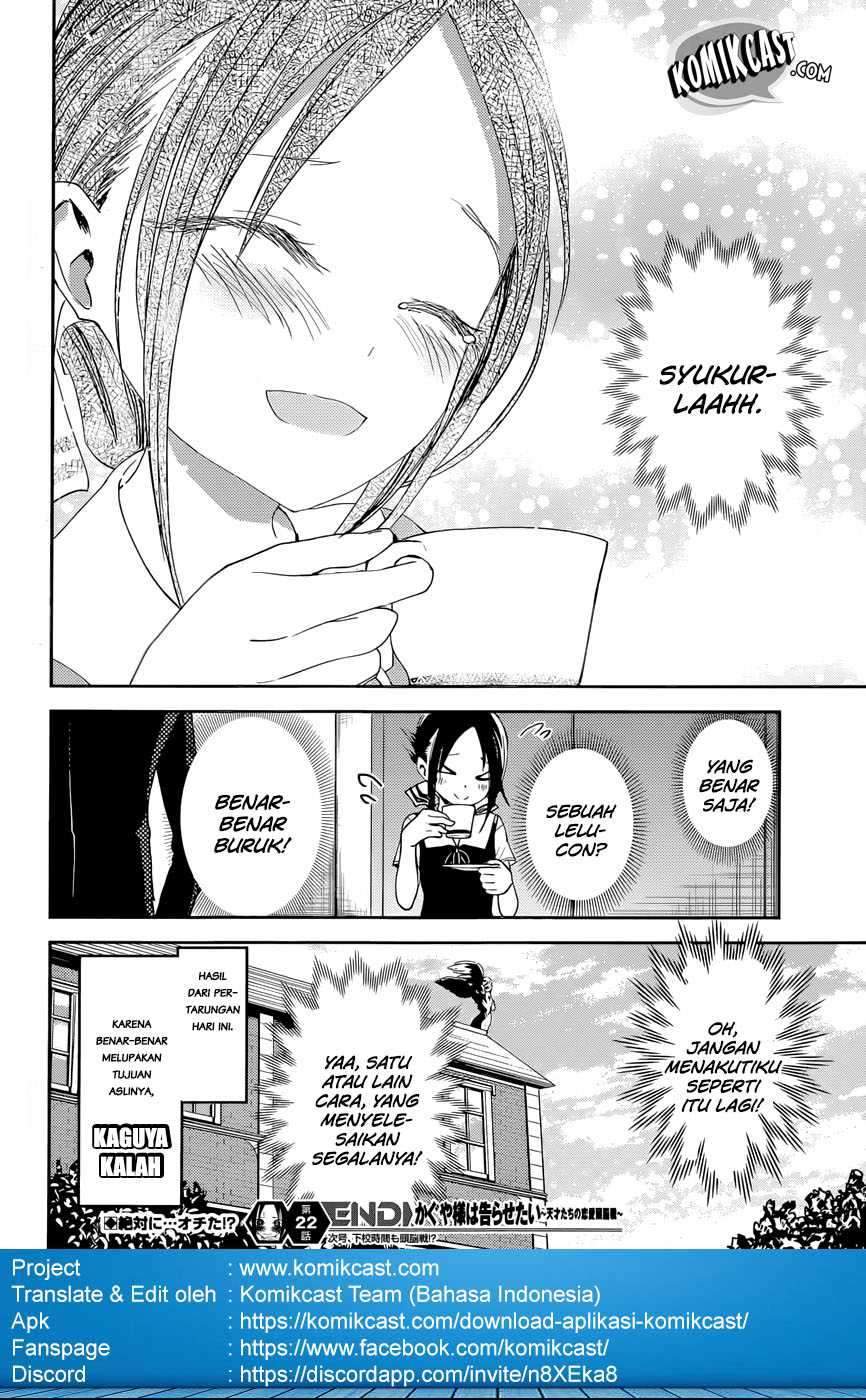 KOMIKCAST
.COM
SYUKUR-
LAAHH.
YANG
BENAR
SAJA!
SEBUAH
LELU-
CON?
BENAR-
BENAR
BURUK!
OH,
JANGAN
MENAKUTIKU
SEPERTI
ITU LAGI!
YAA, SATU
ATAU LAIN
CARA, YANG
MENYELE-
SAIKAN
SEGALANYA!
HASIL
DARI PER-
TARUNGAN
HARI INI.
KARENA
BENAR-BENAR
MELUPAKAN
TUJUAN
ASLINYA,
KAGUYA
KALAH
絶対に…オチた!?
第
22
話
END
かぐや様は告らせたい~天才たちの恋愛頭脳戦~
次号、下校時間も頭脳戦!?
Project : www.komikcast.com
Translate & Edit oleh : Komikcast Team (Bahasa Indonesia)
Apk : https://komikcast.com/download-aplikasi-komikcast/
Fanspage : https://www.facebook.com/komikcast/
Discord : https://discordapp.com/invite/n8XEka8